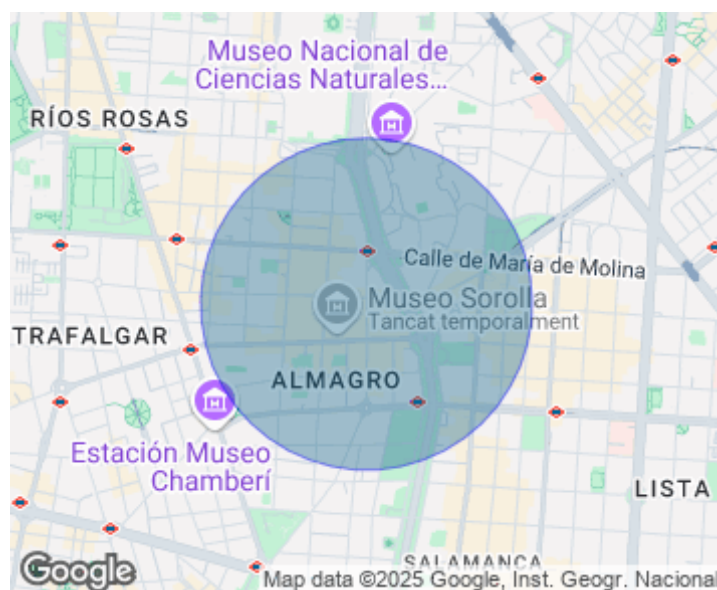 Museo Nacional de
Ciencias Naturales...
RÍOS ROSAS
Calle de María de Molina
Museo Sorolla
Tancat temporalment
TRAFALGAR
ALMAGRO
Estación Museo
Chamberí
LISTA
SALAMANCA
Google
Map data ©2025 Google, Inst. Geogr. Nacional